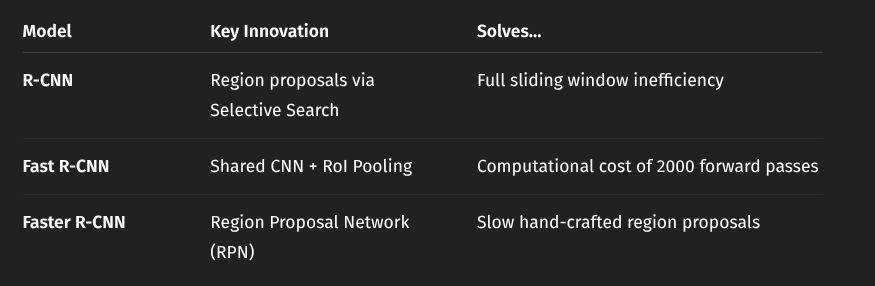 Model Key Innovation Solves...
R-CNN Region proposals via Full sliding window inefficiency
Selective Search
Fast R-CNN Shared CNN + RoI Pooling Computational cost of 2000 forward passes
Faster R-CNN Region Proposal Network Slow hand-crafted region proposals
(RPN)